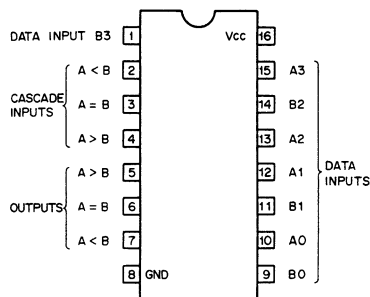 DATA INPUT B3 1 Vcc 16
A < B 2 15 A3
CASCADE INPUTS A = B 3 14 B2
A > B 4 13 A2
A > B 5 12 A1 DATA INPUTS
OUTPUTS A = B 6 11 B1
A < B 7 10 A0
8 GND 9 B0